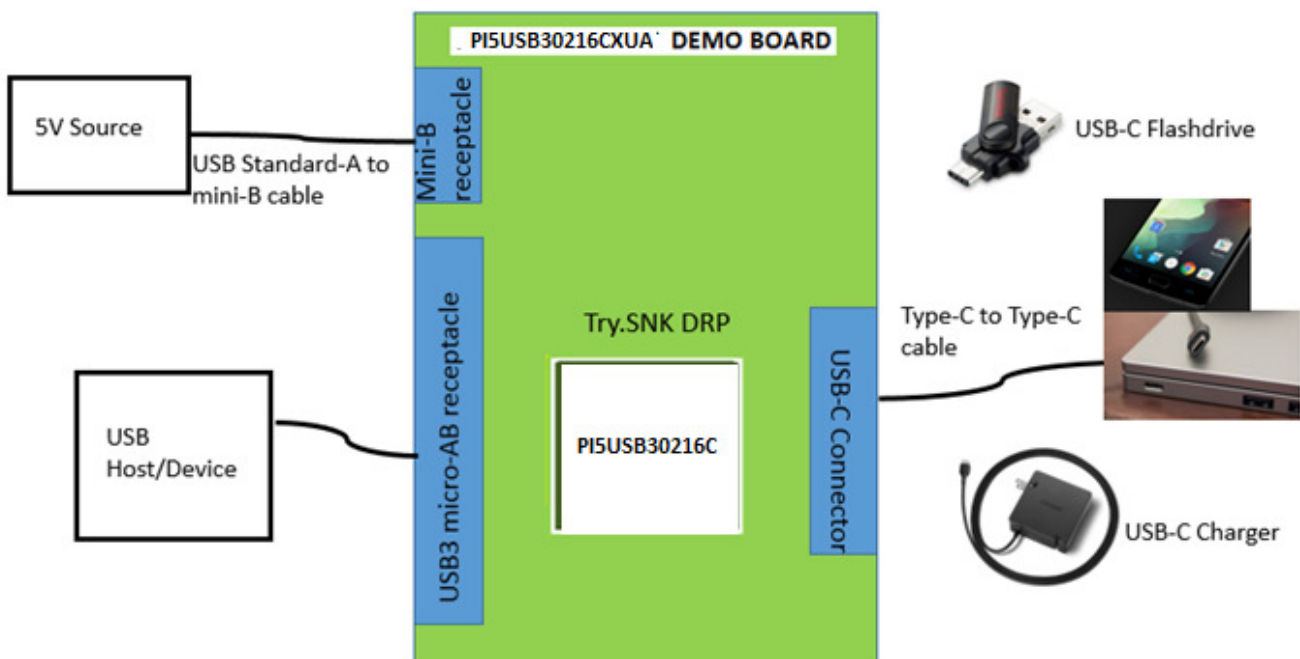 PI5USB30216CXUA DEMO BOARD
5V Source
USB Standard-A to
mini-B cable
Mini-B
receptacle
USB-C Flashdrive
Try.SNK DRP
Type-C to Type-C
cable
USB3 micro-AB receptacle
USB-C Connector
USB
Host/Device
PI5USB30216C
USB-C Charger